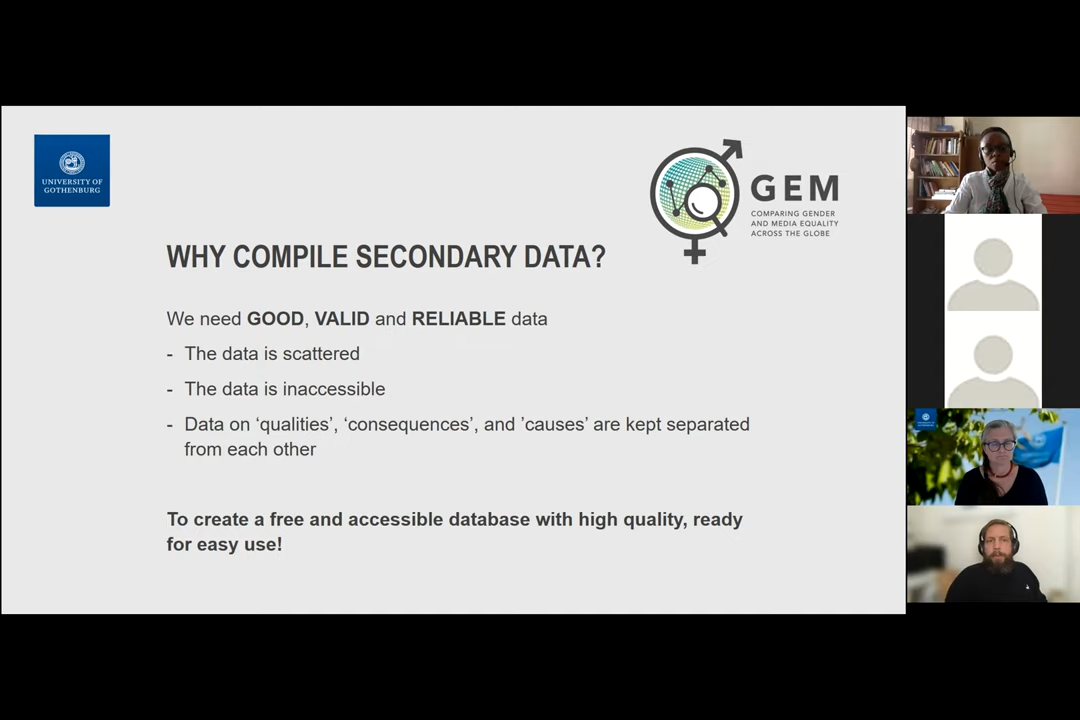 UNIVERSITY OF
GOTHENBURG
GEM
COMPARING GENDER
AND MEDIA EQUALITY
ACROSS THE GLOBE
WHY COMPILE SECONDARY DATA?
We need GOOD, VALID and RELIABLE data
- The data is scattered
- The data is inaccessible
- Data on ‘qualities’, ‘consequences’, and ’causes’ are kept separated
from each other
To create a free and accessible database with high quality, ready
for easy use!